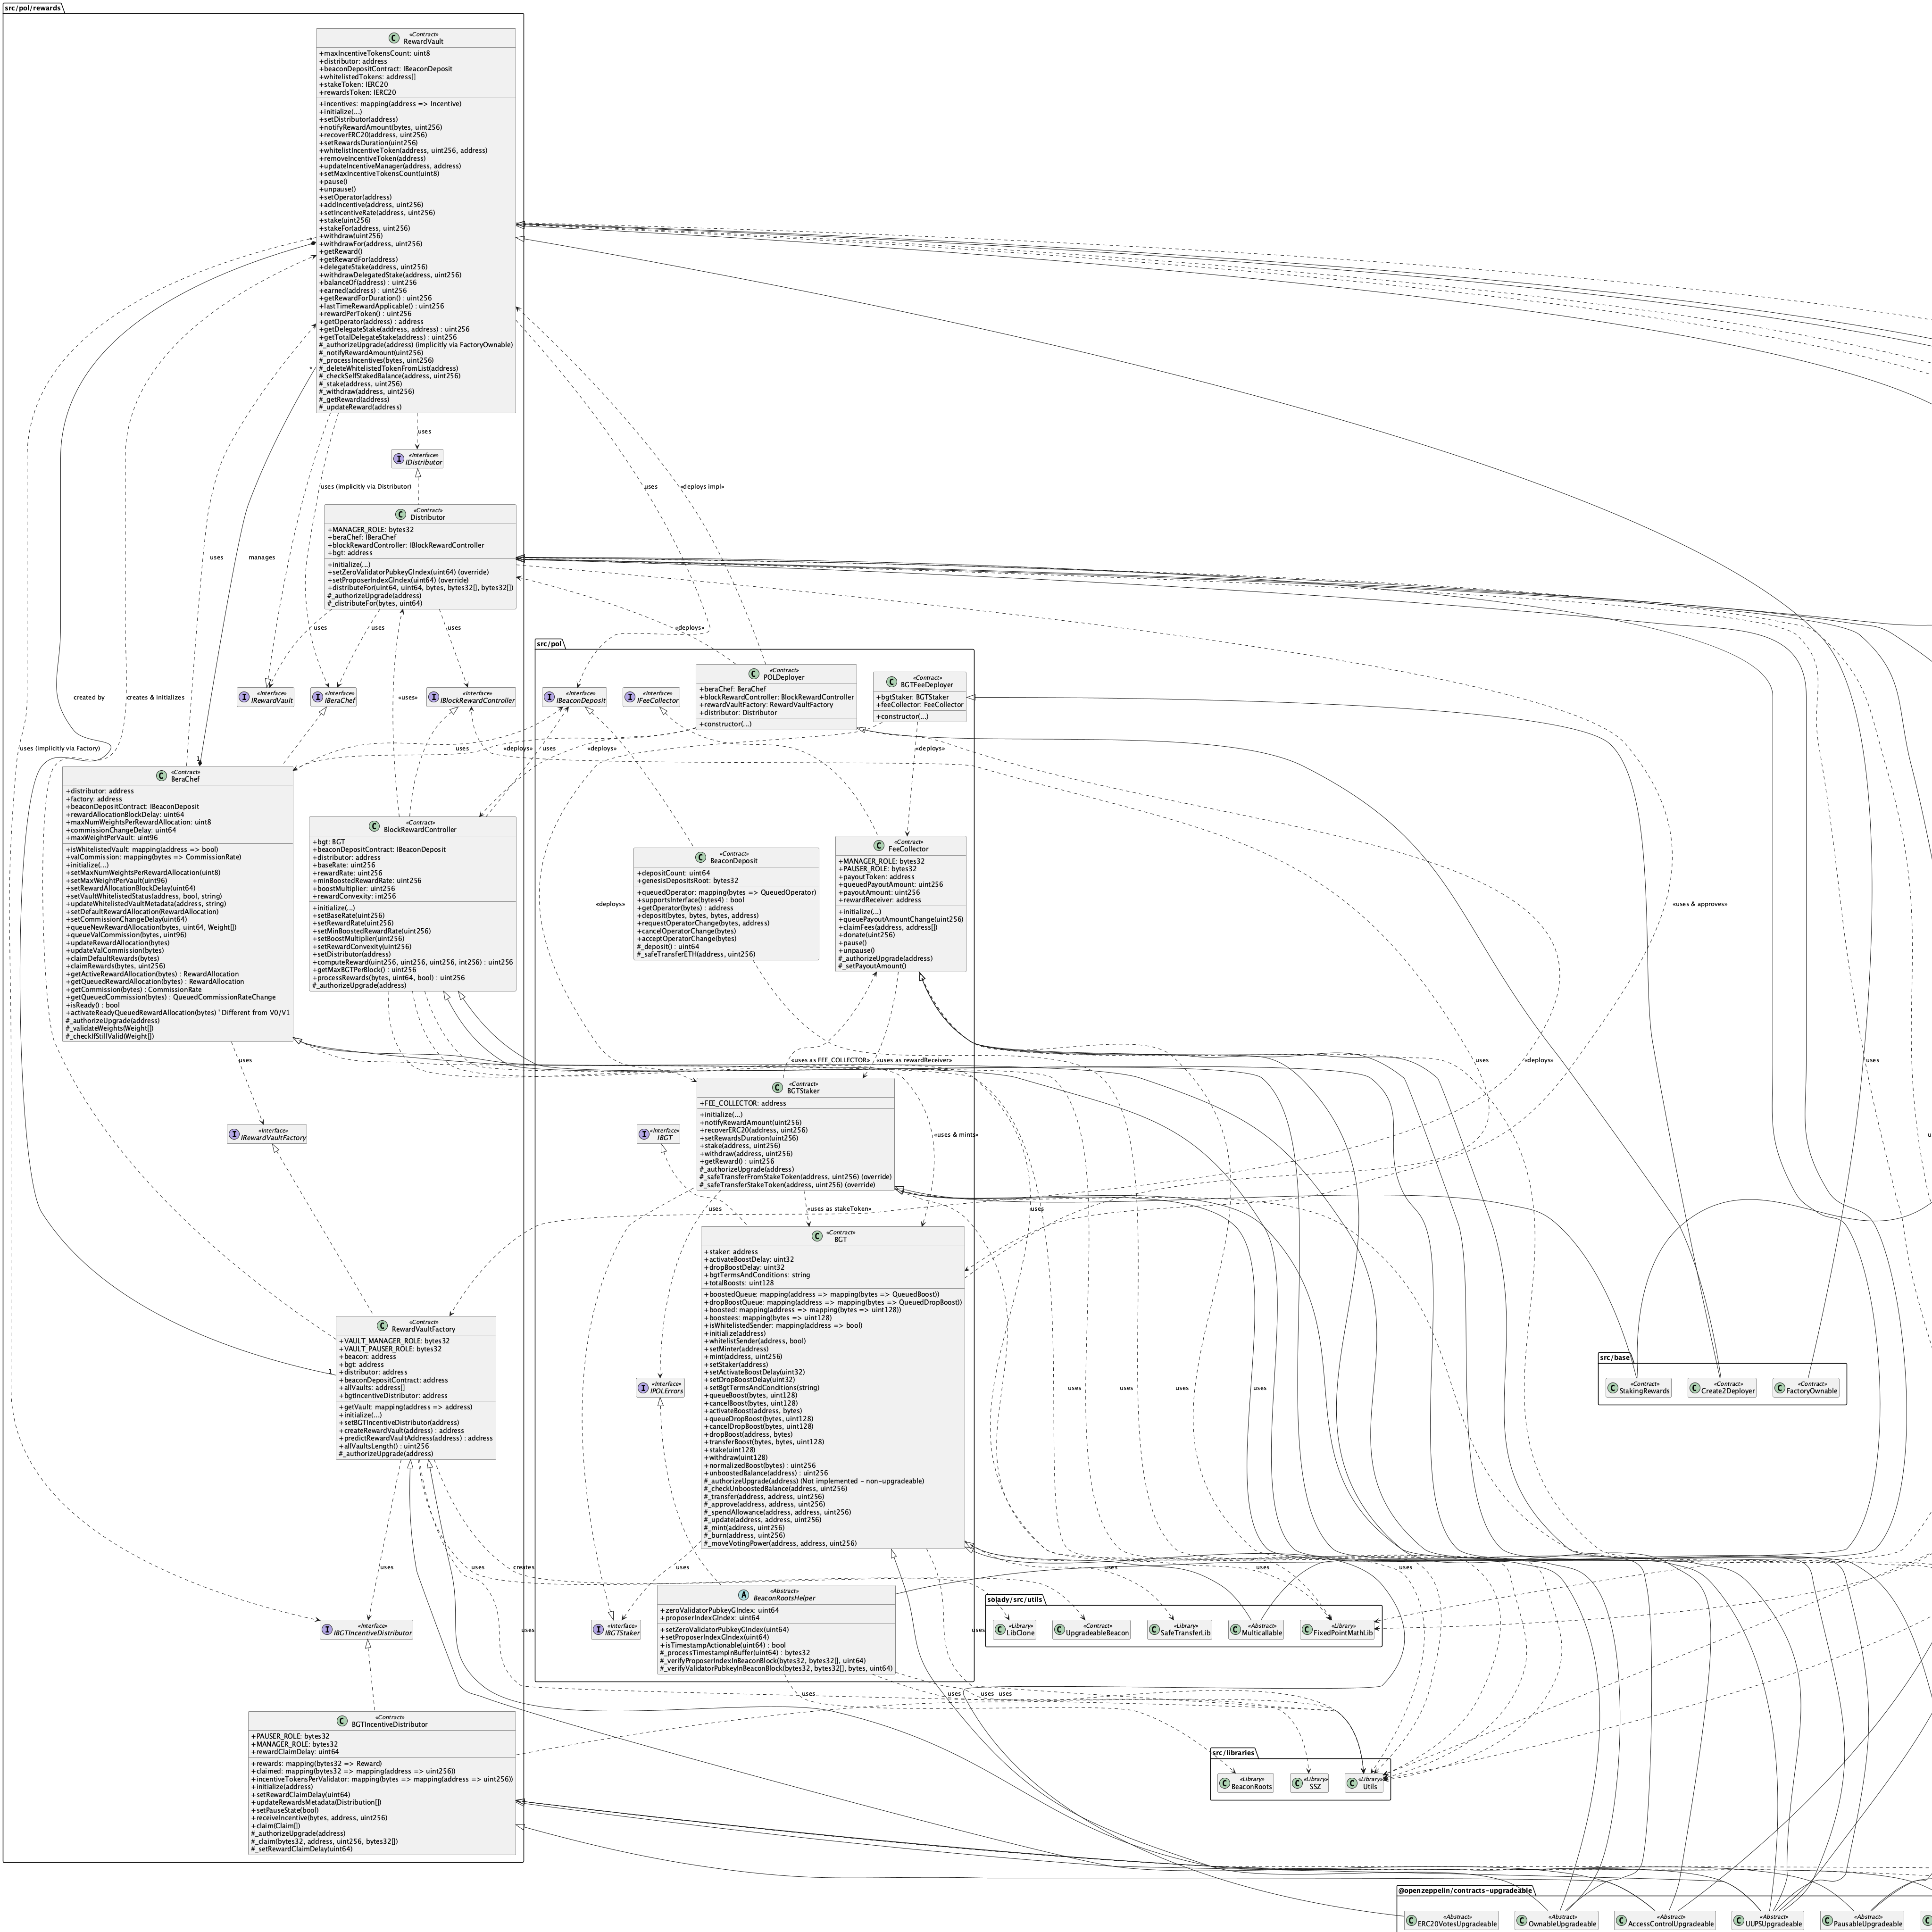 src/pol/rewards
«Contract»
RewardVault
+maxIncentiveTokensCount: uint8
+distributor: address
+beaconDepositContract: IBeaconDeposit
+whitelistedTokens: address[]
+stakeToken: IERC20
+rewardsToken: IERC20
+incentives: mapping(address => Incentive)
+initialize(...)
+setDistributor(address)
+notifyRewardAmount(bytes, uint256)
+recoverERC20(address, uint256)
+setRewardsDuration(uint256)
+whitelistIncentiveToken(address, uint256, address)
+removeIncentiveToken(address)
+updateIncentiveManager(address, address)
+setMaxIncentiveTokensCount(uint8)
+pause()
+unpause()
+setOperator(address)
+addIncentive(address, uint256)
+setIncentiveRate(address, uint256)
+stake(uint256)
+stakeFor(address, uint256)
+withdraw(uint256)
+withdrawFor(address, uint256)
+getReward()
+getRewardFor(address)
+delegateStake(address, uint256)
+withdrawDelegatedStake(address, uint256)
+balanceOf(address) : uint256
+earned(address) : uint256
+getRewardForDuration() : uint256
+lastTimeRewardApplicable() : uint256
+rewardPerToken() : uint256
+getOperator(address) : address
+getDelegateStake(address, address) : uint256
+getTotalDelegateStake(address) : uint256
#_authorizeUpgrade(address) (implicitly via FactoryOwnable)
#_notifyRewardAmount(uint256)
#_processIncentives(bytes, uint256)
#_deleteWhitelistedTokenFromList(address)
#_checkSelfStakedBalance(address, uint256)
#_stake(address, uint256)
#_withdraw(address, uint256)
#_getReward(address)
#_updateReward(address)
uses
«Interface»
IDistributor
uses (implicitly via Distributor)
uses
«deploys impl»
«Contract»
Distributor
+MANAGER_ROLE: bytes32
+beraChef: IBeraChef
+blockRewardController: IBlockRewardController
+bgt: address
+initialize(...)
+setZeroValidatorPubkeyGIndex(uint64) (override)
+setProposerIndexGIndex(uint64) (override)
+distributeFor(uint64, uint64, bytes, bytes32[], bytes32[])
#_authorizeUpgrade(address)
#_distributeFor(bytes, uint64)
uses
manages
uses
uses
uses
«deploys»
created by
creates & initializes
«uses»
uses (implicitly via Factory)
«Interface»
IRewardVault
«Interface»
IBeraChef
«Interface»
IBlockRewardController
src/pol
«Interface»
IBeaconDeposit
«Interface»
IFeeCollector
«Contract»
POLDeployer
+beraChef: BeraChef
+blockRewardController: BlockRewardController
+rewardVaultFactory: RewardVaultFactory
+distributor: Distributor
+constructor(...)
«Contract»
BGTFeeDeployer
+bgtStaker: BGTStaker
+feeCollector: FeeCollector
+constructor(...)
uses
«deploys»
uses
«deploys»
«deploys»
1
«Contract»
BeraChef
+distributor: address
+factory: address
+beaconDepositContract: IBeaconDeposit
+rewardAllocationBlockDelay: uint64
+maxNumWeightsPerRewardAllocation: uint8
+commissionChangeDelay: uint64
+maxWeightPerVault: uint96
+isWhitelistedVault: mapping(address => bool)
+valCommission: mapping(bytes => CommissionRate)
+initialize(...)
+setMaxNumWeightsPerRewardAllocation(uint8)
+setMaxWeightPerVault(uint96)
+setRewardAllocationBlockDelay(uint64)
+setVaultWhitelistedStatus(address, bool, string)
+updateWhitelistedVaultMetadata(address, string)
+setDefaultRewardAllocation(RewardAllocation)
+setCommissionChangeDelay(uint64)
+queueNewRewardAllocation(bytes, uint64, Weight[])
+queueValCommission(bytes, uint96)
+updateRewardAllocation(bytes)
+updateValCommission(bytes)
+claimDefaultRewards(bytes)
+claimRewards(bytes, uint256)
+getActiveRewardAllocation(bytes) : RewardAllocation
+getQueuedRewardAllocation(bytes) : RewardAllocation
+getCommission(bytes) : CommissionRate
+getQueuedCommission(bytes) : QueuedCommissionRateChange
+isReady() : bool
+activateReadyQueuedRewardAllocation(bytes) ' Different from V0/V1
#_authorizeUpgrade(address)
#_validateWeights(Weight[])
#_checkIfStillValid(Weight[])
«Contract»
BlockRewardController
+bgt: BGT
+beaconDepositContract: IBeaconDeposit
+distributor: address
+baseRate: uint256
+rewardRate: uint256
+minBoostedRewardRate: uint256
+boostMultiplier: uint256
+rewardConvexity: int256
+initialize(...)
+setBaseRate(uint256)
+setRewardRate(uint256)
+setMinBoostedRewardRate(uint256)
+setBoostMultiplier(uint256)
+setRewardConvexity(uint256)
+setDistributor(address)
+computeReward(uint256, uint256, uint256, int256) : uint256
+getMaxBGTPerBlock() : uint256
+processRewards(bytes, uint64, bool) : uint256
#_authorizeUpgrade(address)
«Contract»
BeaconDeposit
+depositCount: uint64
+genesisDepositsRoot: bytes32
+queuedOperator: mapping(bytes => QueuedOperator)
+supportsInterface(bytes4) : bool
+getOperator(bytes) : address
+deposit(bytes, bytes, bytes, address)
+requestOperatorChange(bytes, address)
+cancelOperatorChange(bytes)
+acceptOperatorChange(bytes)
#_deposit() : uint64
#_safeTransferETH(address, uint256)
«Contract»
FeeCollector
+MANAGER_ROLE: bytes32
+PAUSER_ROLE: bytes32
+payoutToken: address
+queuedPayoutAmount: uint256
+payoutAmount: uint256
+rewardReceiver: address
+initialize(...)
+queuePayoutAmountChange(uint256)
+claimFees(address, address[])
+donate(uint256)
+pause()
+unpause()
#_authorizeUpgrade(address)
#_setPayoutAmount()
«deploys»
«uses & approves»
uses
«uses as FEE_COLLECTOR»
«uses as rewardReceiver»
uses
«deploys»
uses
«Contract»
BGTStaker
+FEE_COLLECTOR: address
+initialize(...)
+notifyRewardAmount(uint256)
+recoverERC20(address, uint256)
+setRewardsDuration(uint256)
+stake(address, uint256)
+withdraw(address, uint256)
+getReward() : uint256
#_authorizeUpgrade(address)
#_safeTransferFromStakeToken(address, uint256) (override)
#_safeTransferStakeToken(address, uint256) (override)
«Interface»
IRewardVaultFactory
«Interface»
IBGT
«uses & mints»
uses
«uses as stakeToken»
uses
«Contract»
BGT
+staker: address
+activateBoostDelay: uint32
+dropBoostDelay: uint32
+bgtTermsAndConditions: string
+totalBoosts: uint128
+boostedQueue: mapping(address => mapping(bytes => QueuedBoost))
+dropBoostQueue: mapping(address => mapping(bytes => QueuedDropBoost))
+boosted: mapping(address => mapping(bytes => uint128))
+boostees: mapping(bytes => uint128)
+isWhitelistedSender: mapping(address => bool)
+initialize(address)
+whitelistSender(address, bool)
+setMinter(address)
+mint(address, uint256)
+setStaker(address)
+setActivateBoostDelay(uint32)
+setDropBoostDelay(uint32)
+setBgtTermsAndConditions(string)
+queueBoost(bytes, uint128)
+cancelBoost(bytes, uint128)
+activateBoost(address, bytes)
+queueDropBoost(bytes, uint128)
+cancelDropBoost(bytes, uint128)
+dropBoost(address, bytes)
+transferBoost(bytes, bytes, uint128)
+stake(uint128)
+withdraw(uint128)
+normalizedBoost(bytes) : uint256
+unboostedBalance(address) : uint256
#_authorizeUpgrade(address) (Not implemented - non-upgradeable)
#_checkUnboostedBalance(address, uint256)
#_transfer(address, address, uint256)
#_approve(address, address, uint256)
#_spendAllowance(address, address, uint256)
#_update(address, address, uint256)
#_mint(address, uint256)
#_burn(address, uint256)
#_moveVotingPower(address, address, uint256)
«Contract»
RewardVaultFactory
+VAULT_MANAGER_ROLE: bytes32
+VAULT_PAUSER_ROLE: bytes32
+beacon: address
+bgt: address
+distributor: address
+beaconDepositContract: address
+allVaults: address[]
+bgtIncentiveDistributor: address
+getVault: mapping(address => address)
+initialize(...)
+setBGTIncentiveDistributor(address)
+createRewardVault(address) : address
+predictRewardVaultAddress(address) : address
+allVaultsLength() : uint256
#_authorizeUpgrade(address)
1
«Interface»
IPOLErrors
src/base
«Contract»
StakingRewards
«Contract»
Create2Deployer
«Contract»
FactoryOwnable
uses
uses
uses
uses
uses
creates
uses
uses
uses
uses
«Abstract»
BeaconRootsHelper
+zeroValidatorPubkeyGIndex: uint64
+proposerIndexGIndex: uint64
+setZeroValidatorPubkeyGIndex(uint64)
+setProposerIndexGIndex(uint64)
+isTimestampActionable(uint64) : bool
#_processTimestampInBuffer(uint64) : bytes32
#_verifyProposerIndexInBeaconBlock(bytes32, bytes32[], uint64)
#_verifyValidatorPubkeyInBeaconBlock(bytes32, bytes32[], bytes, uint64)
«Interface»
IBGTIncentiveDistributor
«Interface»
IBGTStaker
uses
uses
solady/src/utils
«Library»
LibClone
«Contract»
UpgradeableBeacon
«Library»
SafeTransferLib
«Abstract»
Multicallable
«Library»
FixedPointMathLib
uses
uses
uses
uses
«Contract»
BGTIncentiveDistributor
+PAUSER_ROLE: bytes32
+MANAGER_ROLE: bytes32
+rewardClaimDelay: uint64
+rewards: mapping(bytes32 => Reward)
+claimed: mapping(bytes32 => mapping(address => uint256))
+incentiveTokensPerValidator: mapping(bytes => mapping(address => uint256))
+initialize(address)
+setRewardClaimDelay(uint64)
+updateRewardsMetadata(Distribution[])
+setPauseState(bool)
+receiveIncentive(bytes, address, uint256)
+claim(Claim[])
#_authorizeUpgrade(address)
#_claim(bytes32, address, uint256, bytes32[])
#_setRewardClaimDelay(uint64)
src/libraries
«Library»
BeaconRoots
«Library»
SSZ
«Library»
Utils
@openzeppelin/contracts-upgradeable
«Abstract»
ERC20VotesUpgradeable
«Abstract»
OwnableUpgradeable
«Abstract»
AccessControlUpgradeable
«Abstract»
UUPSUpgradeable
«Abstract»
PausableUpgradeable